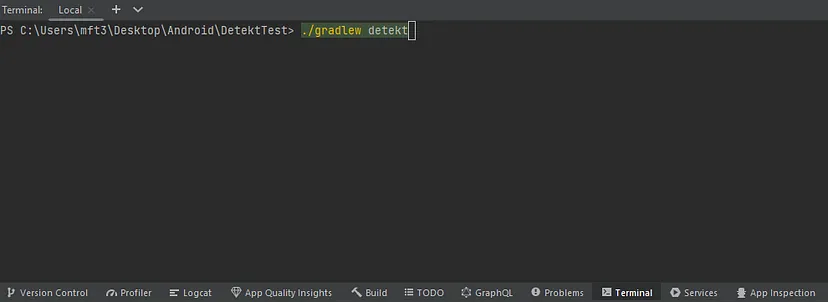 Terminal: Local × +
PS C:\Users\mft3\Desktop\Android\DetektTest> ./gradlew detekt
Version Control Profiler Logcat App Quality Insights Build TODO GraphQL Problems Terminal Services App Inspection